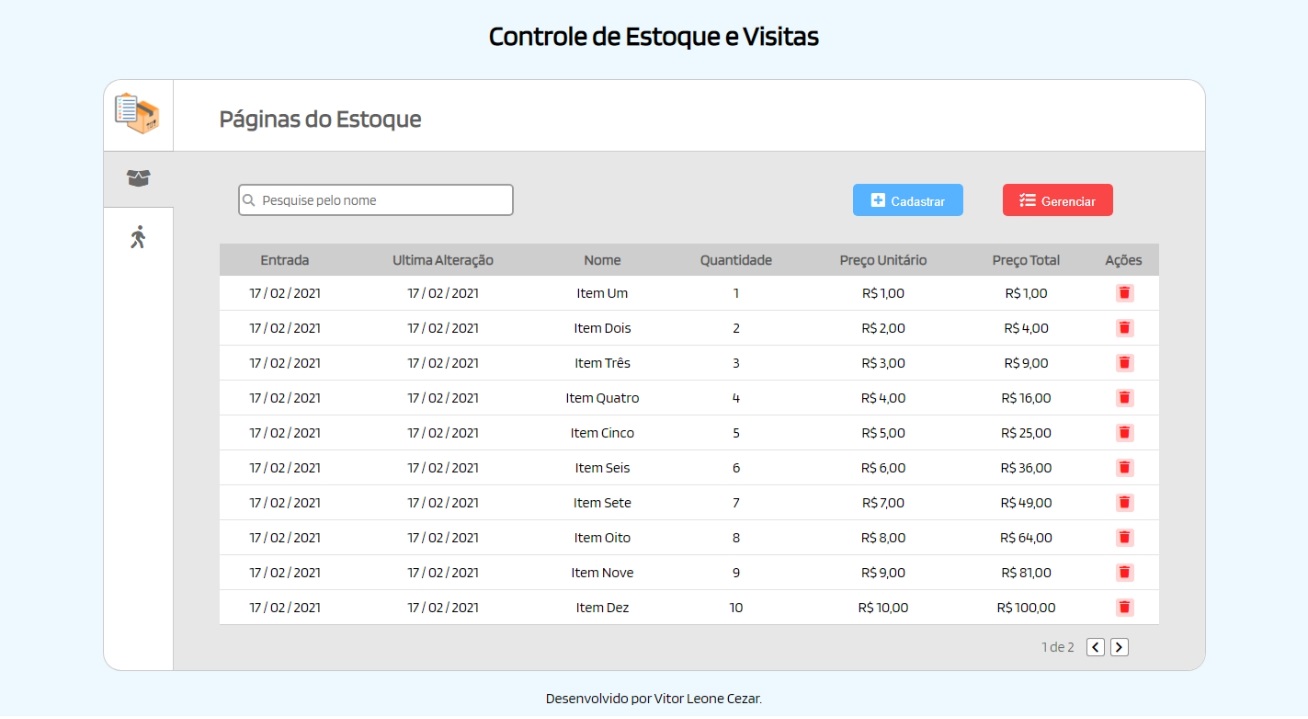 Controle de Estoque e Visitas
Páginas do Estoque
Pesquise pelo nome Cadastrar Gerenciar
Entrada Ultima Alteração Nome Quantidade Preço Unitário Preço Total Ações
17 / 02 / 2021 17 / 02 / 2021 Item Um 1 R$ 1,00 R$ 1,00
17 / 02 / 2021 17 / 02 / 2021 Item Dois 2 R$ 2,00 R$ 4,00
17 / 02 / 2021 17 / 02 / 2021 Item Três 3 R$ 3,00 R$ 9,00
17 / 02 / 2021 17 / 02 / 2021 Item Quatro 4 R$ 4,00 R$ 16,00
17 / 02 / 2021 17 / 02 / 2021 Item Cinco 5 R$ 5,00 R$ 25,00
17 / 02 / 2021 17 / 02 / 2021 Item Seis 6 R$ 6,00 R$ 36,00
17 / 02 / 2021 17 / 02 / 2021 Item Sete 7 R$ 7,00 R$ 49,00
17 / 02 / 2021 17 / 02 / 2021 Item Oito 8 R$ 8,00 R$ 64,00
17 / 02 / 2021 17 / 02 / 2021 Item Nove 9 R$ 9,00 R$ 81,00
17 / 02 / 2021 17 / 02 / 2021 Item Dez 10 R$ 10,00 R$ 100,00
1 de 2
Desenvolvido por Vitor Leone Cezar.